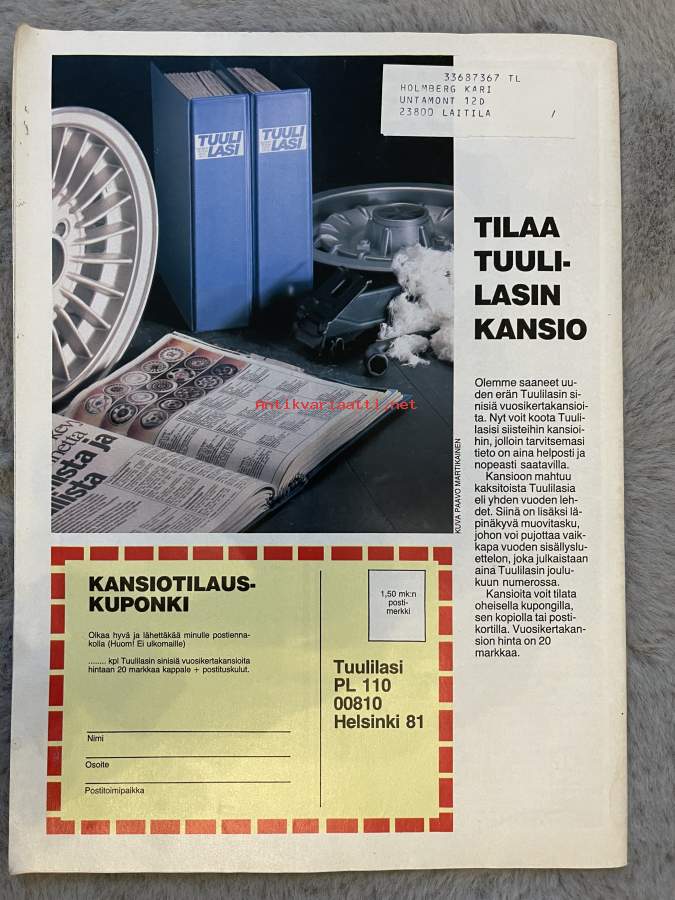 33687367 TL
HOLMBERG KARI
UNTAMONT 12D
23800 LAITILA /
TUULI
LASI
TUULI
LASI
TILAA
TUULI-
LASIN
KANSIO
Olemme saaneet uu-
den erän Tuulilasin si-
nisiä vuosikertakansioi-
ta. Nyt voit koota Tuuli-
lasisi siisteihin kansioi-
hin, jolloin tarvitsemasi
tieto on aina helposti ja
nopeasti saatavilla.
Kansioon mahtuu
kaksitoista Tuulilasia
eli yhden vuoden leh-
det. Siinä on lisäksi lä-
pinäkyvä muovitasku,
johon voi pujottaa vaik-
kapa vuoden sisällyslu-
ettelon, joka julkaistaan
aina Tuulilasin joulu-
kuun numerossa.
Kansioita voit tilata
oheisella kupongilla,
sen kopiolla tai posti-
kortilla. Vuosikertakan-
sion hinta on 20
markkaa.
Antikvariaatti.net
KUVA PAAVO MARTIKAINEN
KANSIOTILAUS-
KUPONKI
Olkaa hyvä ja lähettäkää minulle postienna-
kolla (Huom! Ei ulkomaille)
........ kpl Tuulilasin sinisiä vuosikertakansioita
hintaan 20 markkaa kappale + postituskulut.
Nimi
Osoite
Postitoimipaikka
1,50 mk:n
posti-
merkki
Tuulilasi
PL 110
00810
Helsinki 81